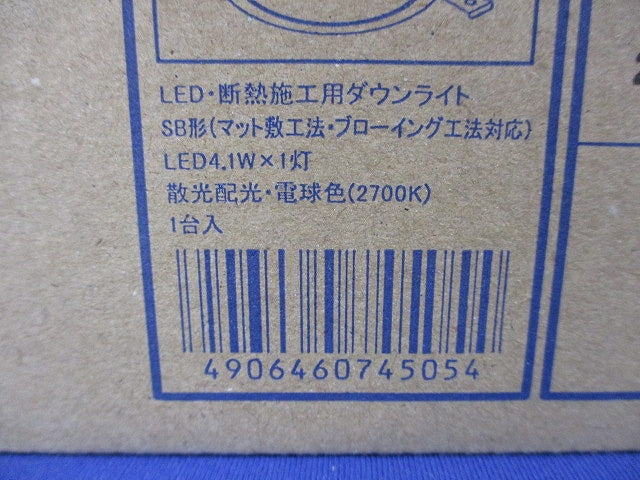 LED・断熱施工用ダウンライト
SB形(マット敷工法・ブローイング工法対応)
LED4.1W×1灯
散光配光・電球色(2700K)
1台入
4906460745054